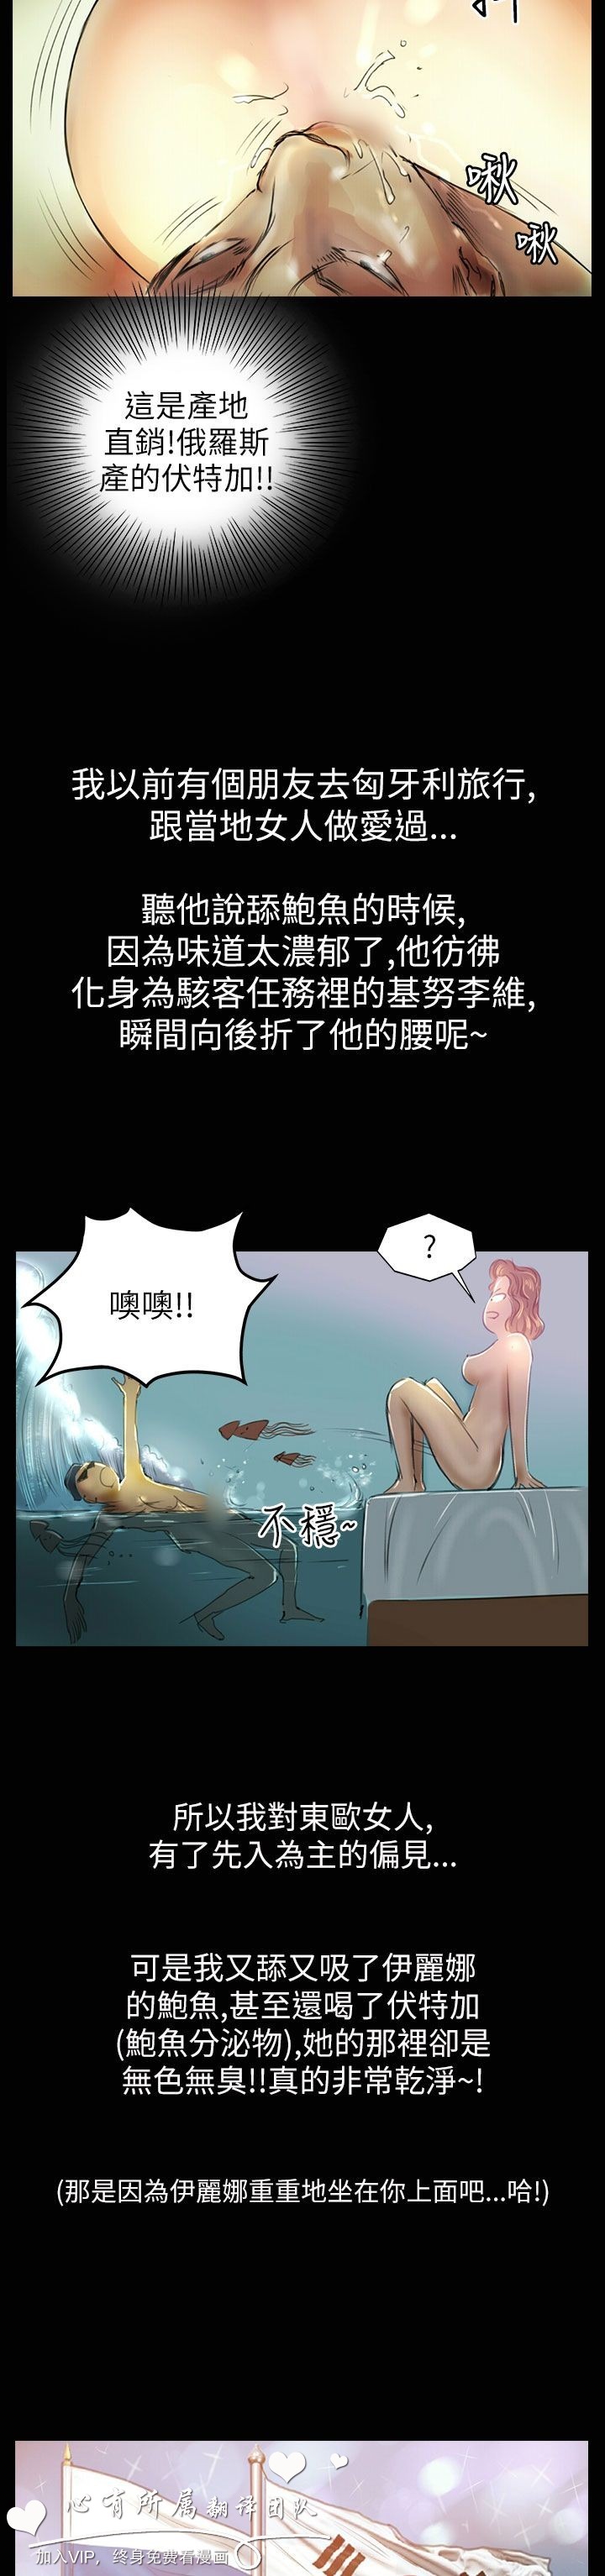 啾
啾
這是產地
直銷!俄羅斯
產的伏特加!!
我以前有個朋友去匈牙利旅行,
跟當地女人做愛過...
聽他說舔鮑魚的時候,
因為味道太濃郁了,他彷彿
化身為駭客任務裡的基努李維,
瞬間向後折了他的腰呢~
?
噢噢!!
不穩~
所以我對東歐女人,
有了先入為主的偏見...
可是我又舔又吸了伊麗娜
的鮑魚,甚至還喝了伏特加
(鮑魚分泌物),她的那裡卻是
無色無臭!!真的非常乾淨~!
(那是因為伊麗娜重重地坐在你上面吧...哈!)
心有所属翻译团队
加入VIP，终身免费看漫画